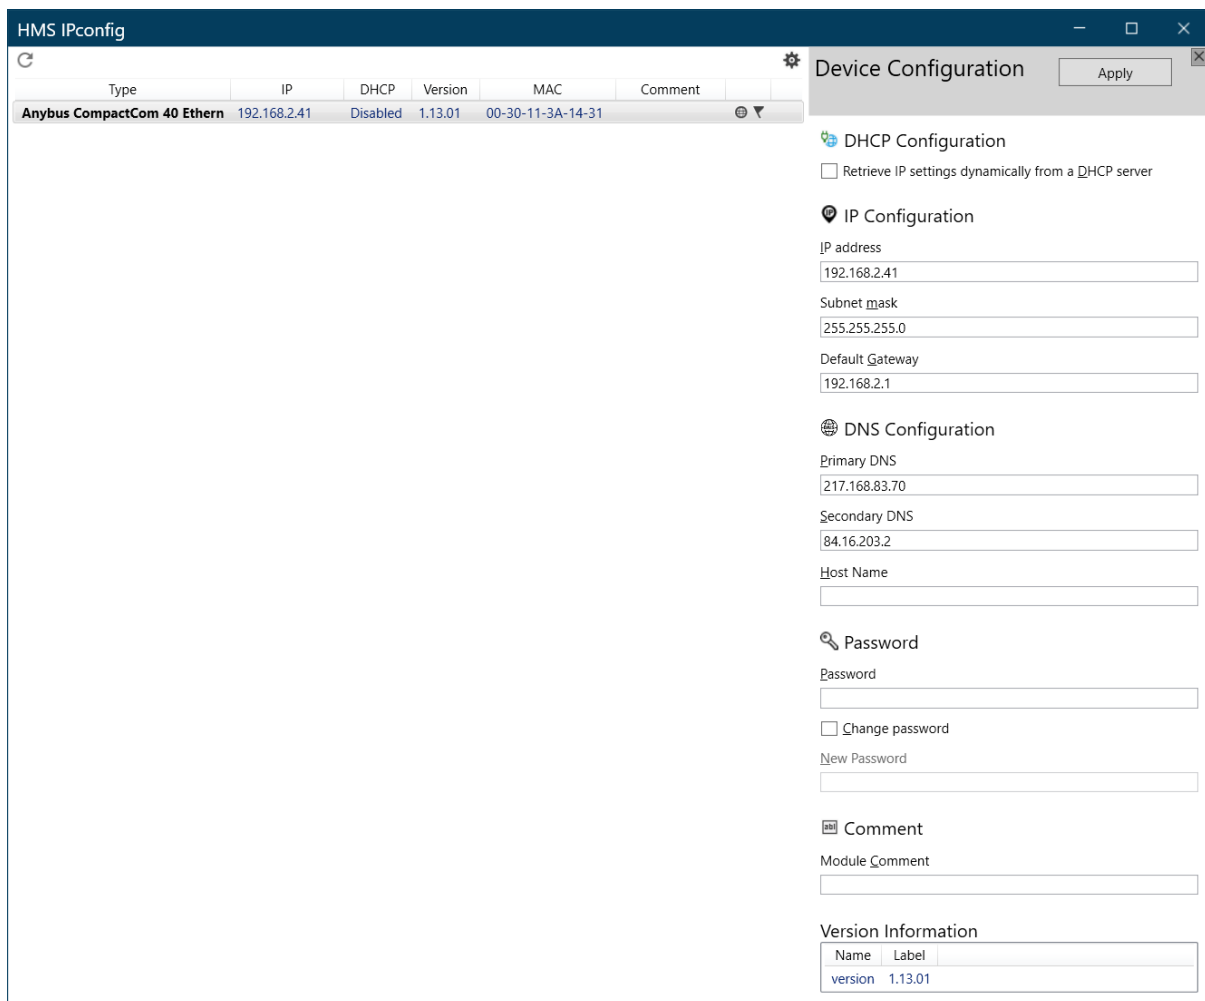 HMS IPconfig
Device Configuration
Apply
Type IP DHCP Version MAC Comment
Anybus CompactCom 40 Ethern 192.168.2.41 Disabled 1.13.01 00-30-11-3A-14-31
DHCP Configuration
Retrieve IP settings dynamically from a DHCP server
IP Configuration
IP address
192.168.2.41
Subnet mask
255.255.255.0
Default Gateway
192.168.2.1
DNS Configuration
Primary DNS
217.168.83.70
Secondary DNS
84.16.203.2
Host Name
Password
Password
Change password
New Password
Comment
Module Comment
Version Information
Name Label
version 1.13.01